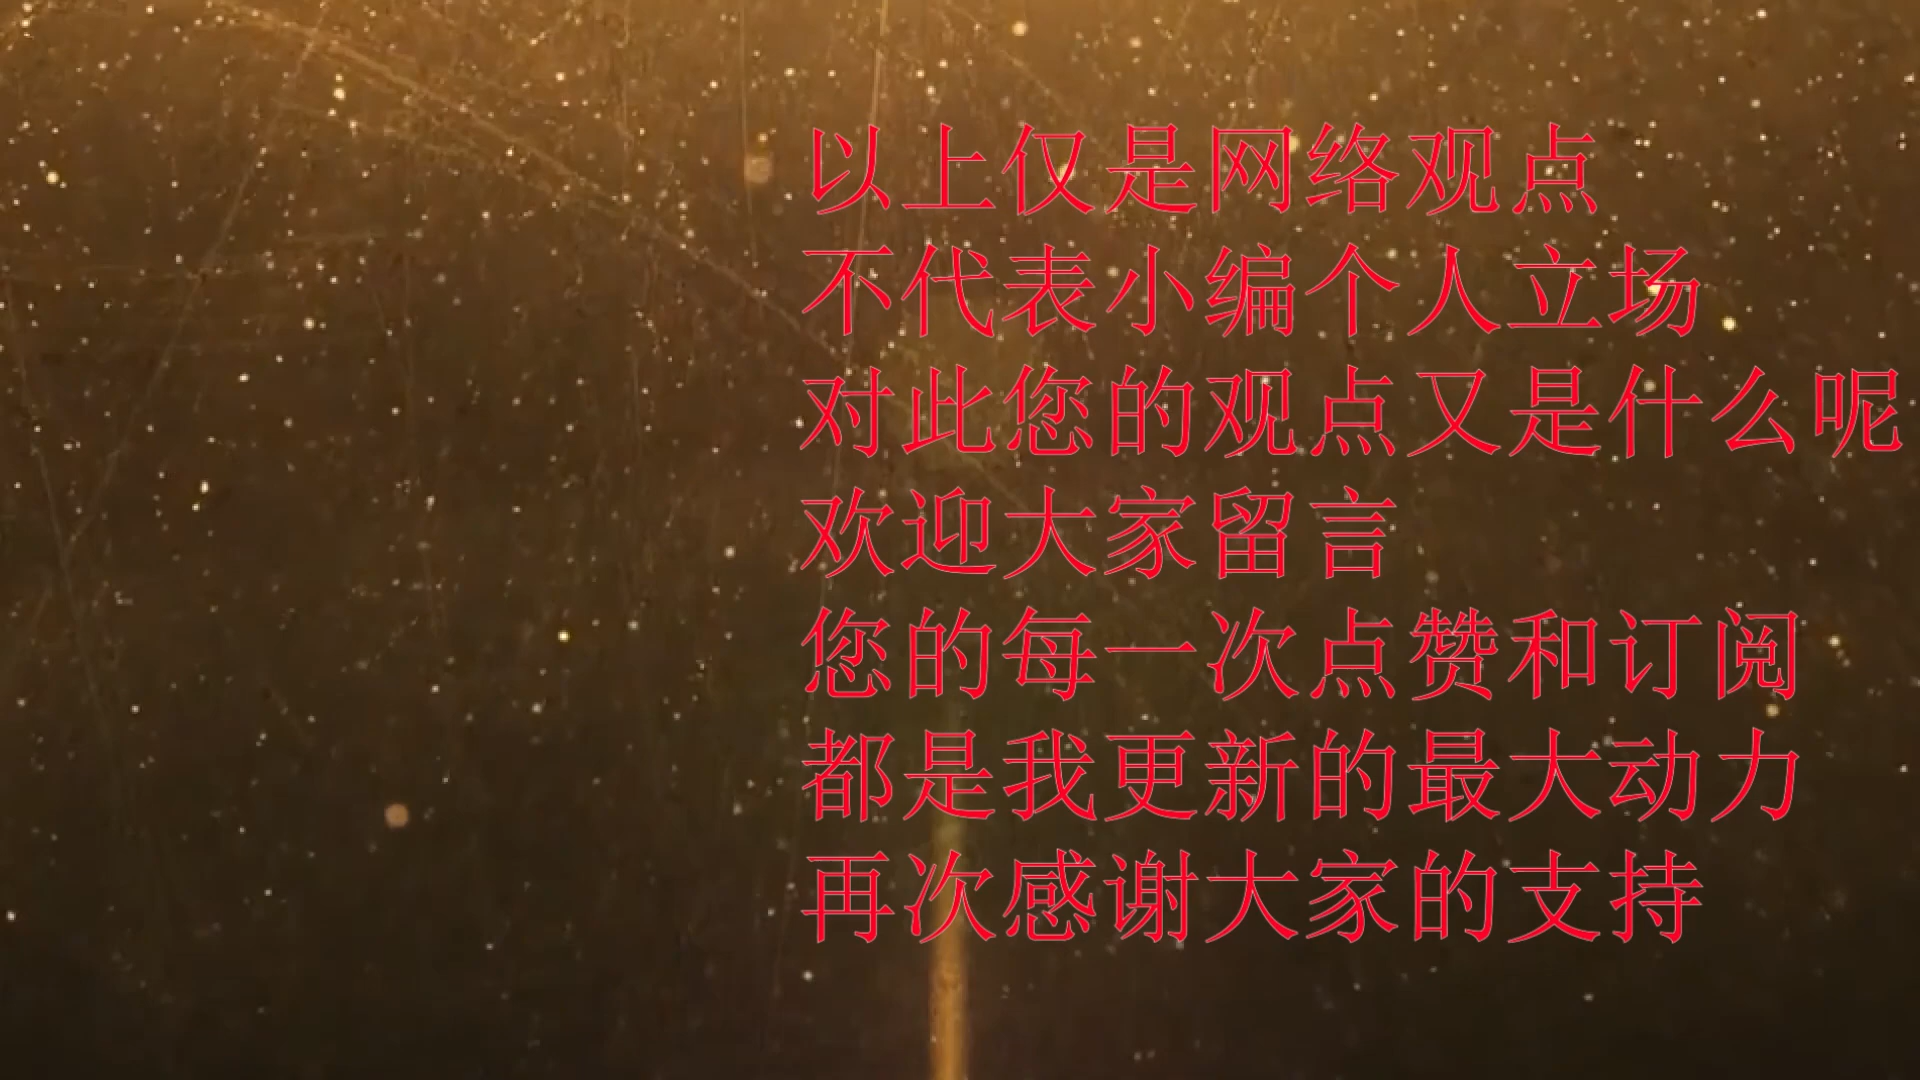 以上仅是网络观点
不代表小编个人立场
对此您的观点又是什么呢
欢迎大家留言
您的每一次点赞和订阅
都是我更新的最大动力
再次感谢大家的支持